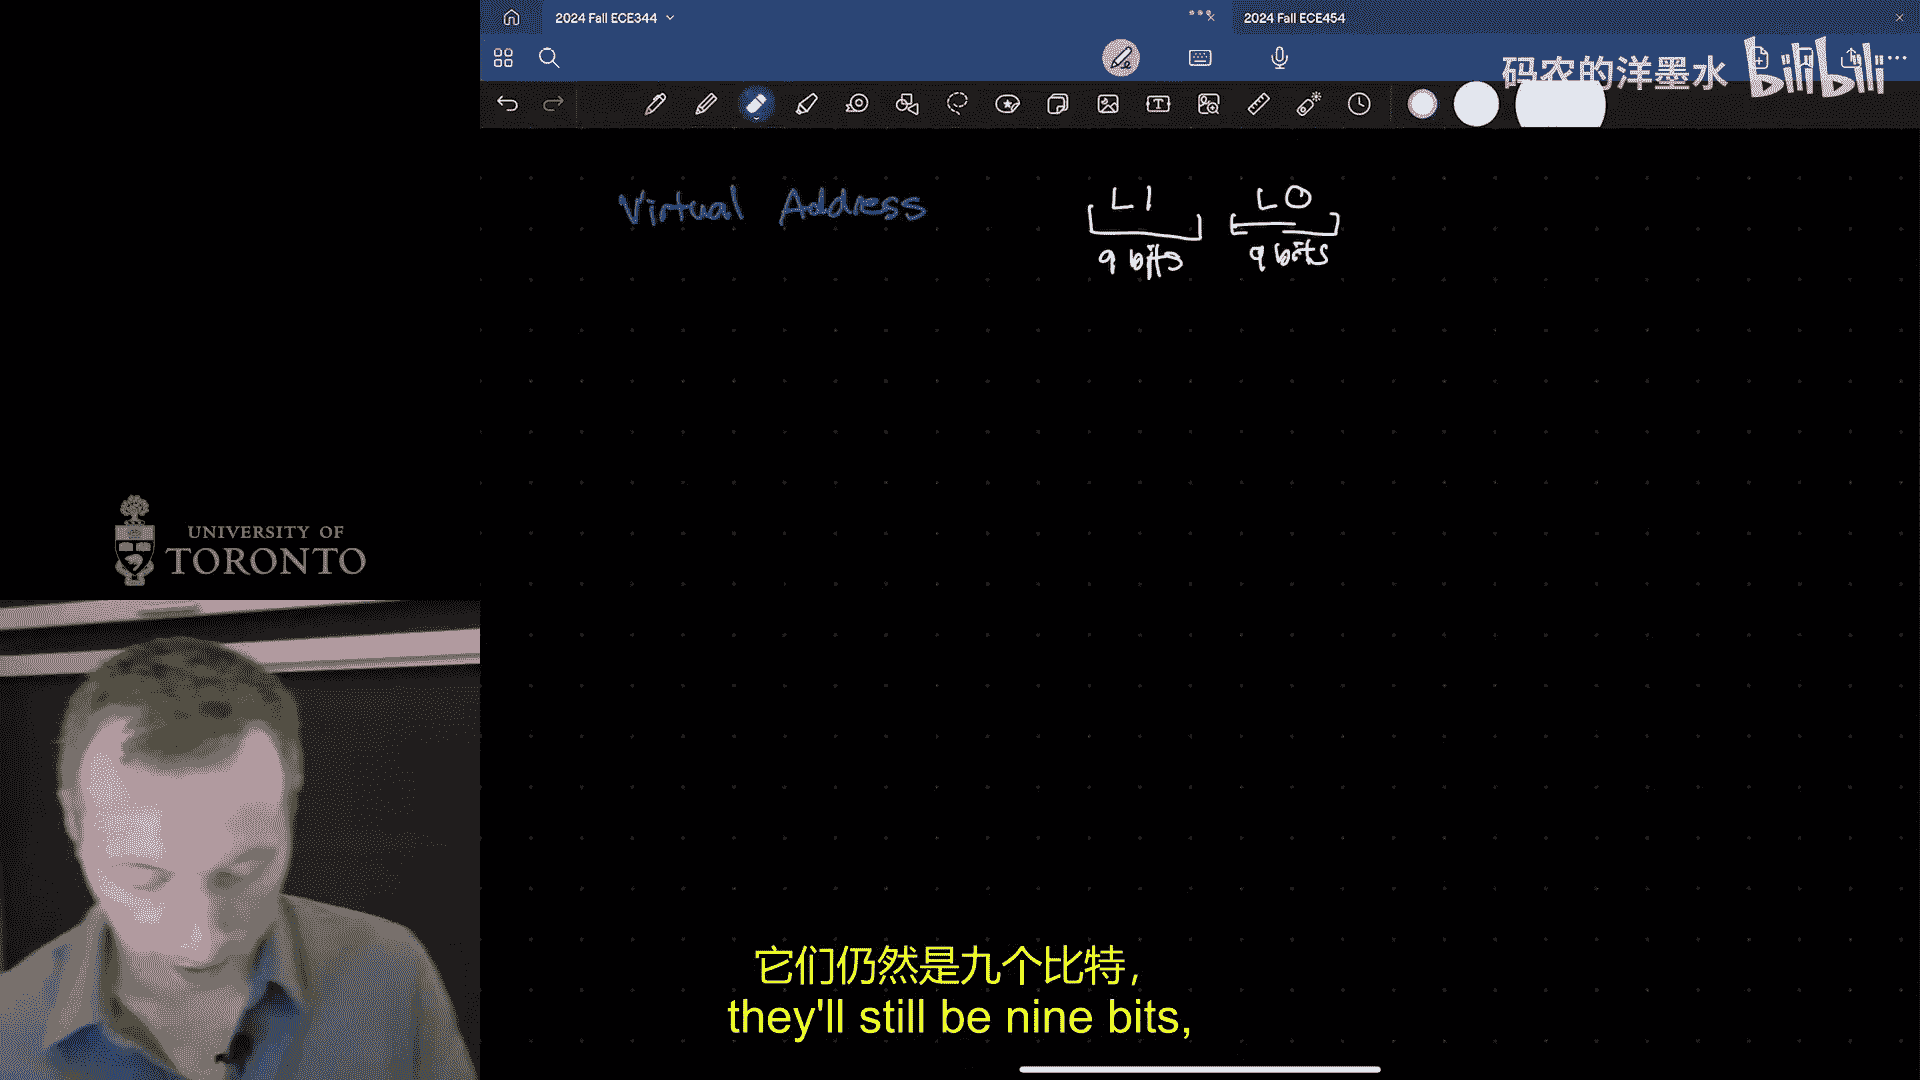 2024 Fall ECE344
2024 Fall ECE454
码农的洋墨水 bilibili
Virtual Address
L1 L0
9 bits 9 bits
UNIVERSITY OF
TORONTO
它们仍然是九个比特，
they'll still be nine bits,